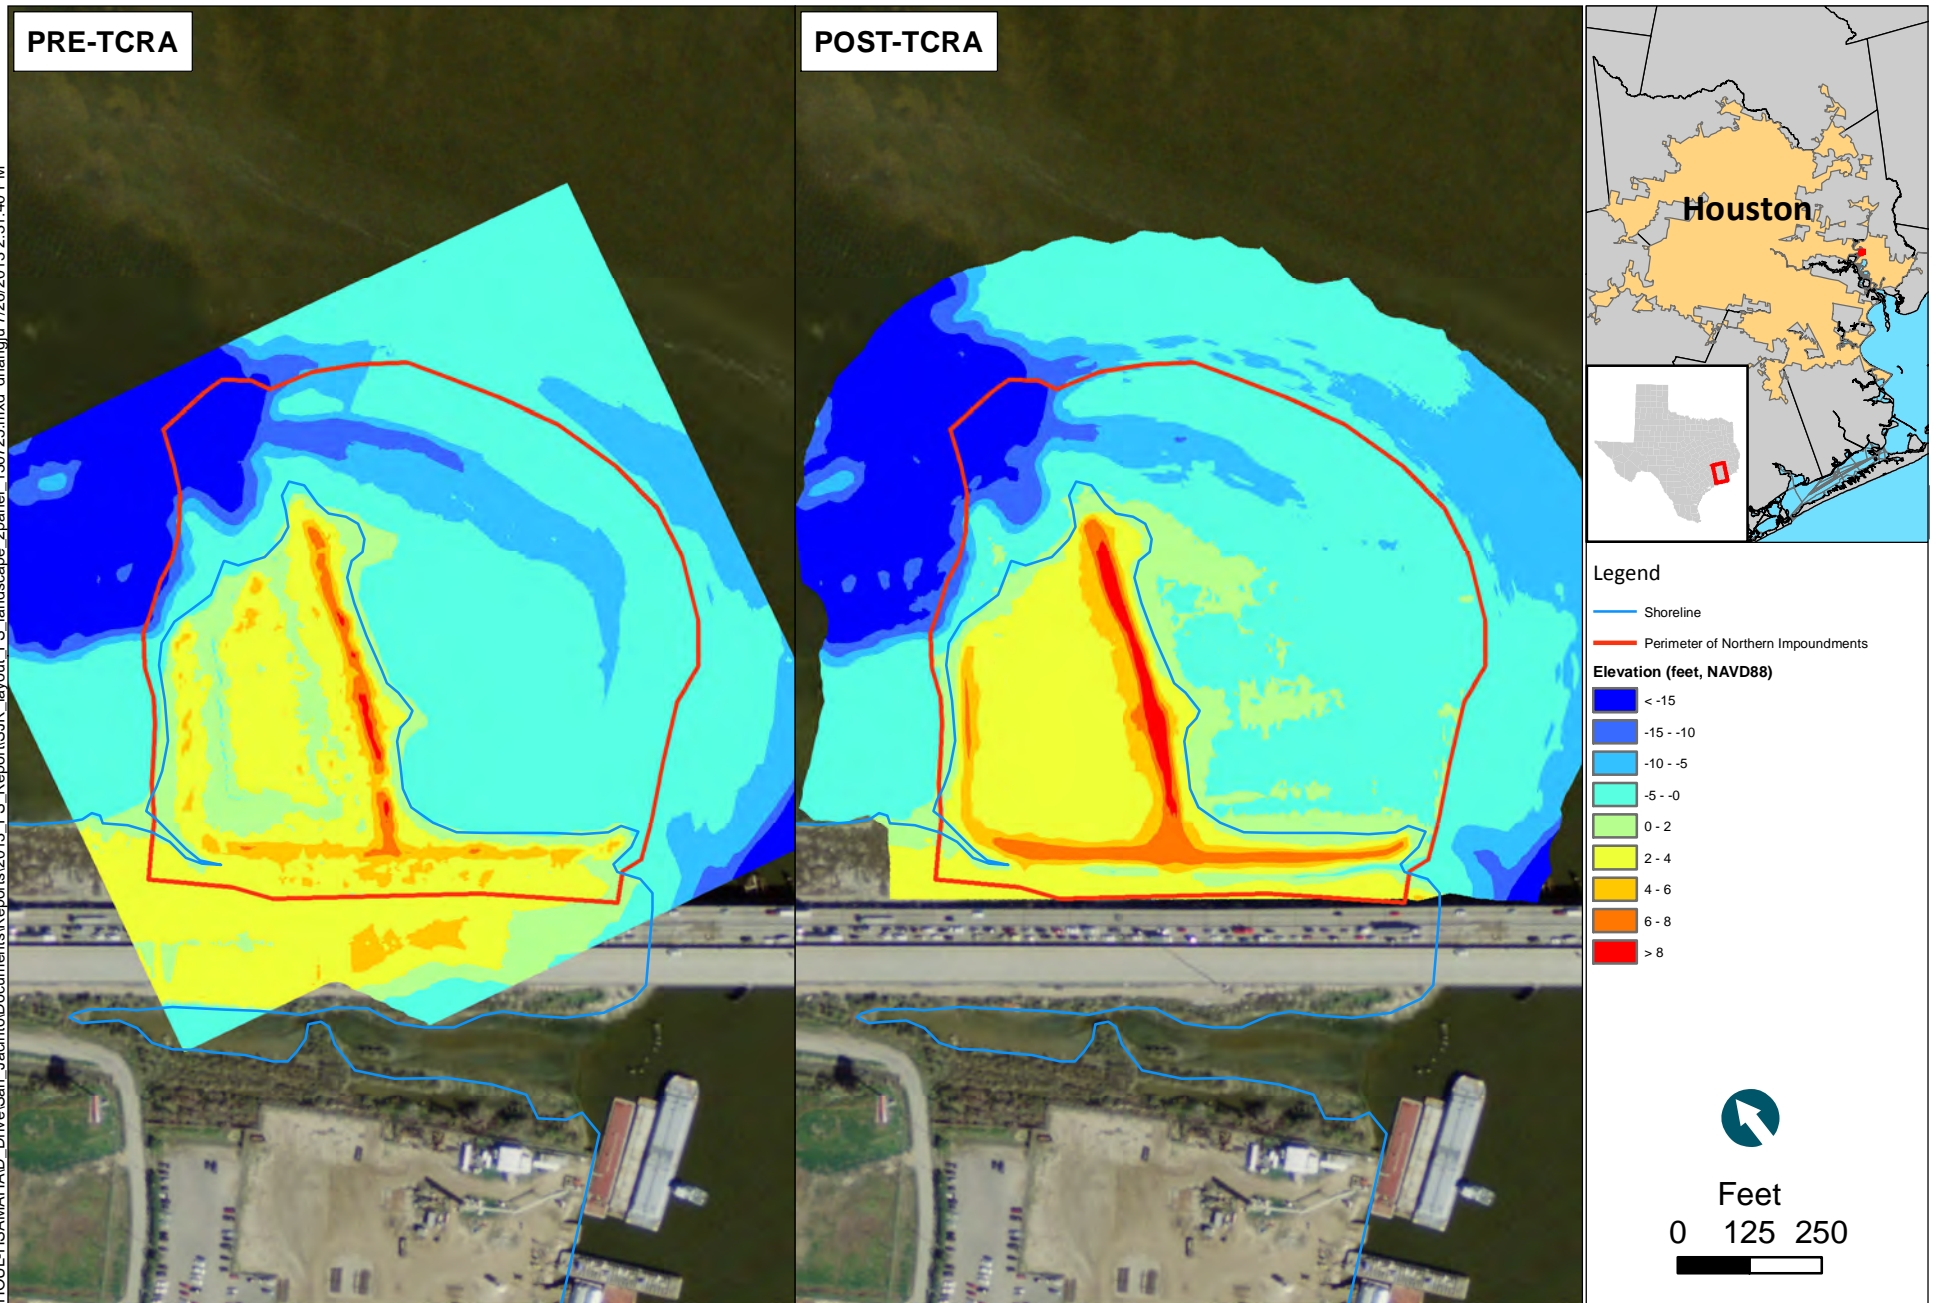 PRE-TCRA
POST-TCRA
Houston
Legend
Shoreline
Perimeter of Northern Impoundments
Elevation (feet, NAVD88)
< -15
-15 - -10
-10 - -5
-5 - -0
0 - 2
2 - 4
4 - 6
6 - 8
> 8
Feet
0 125 250